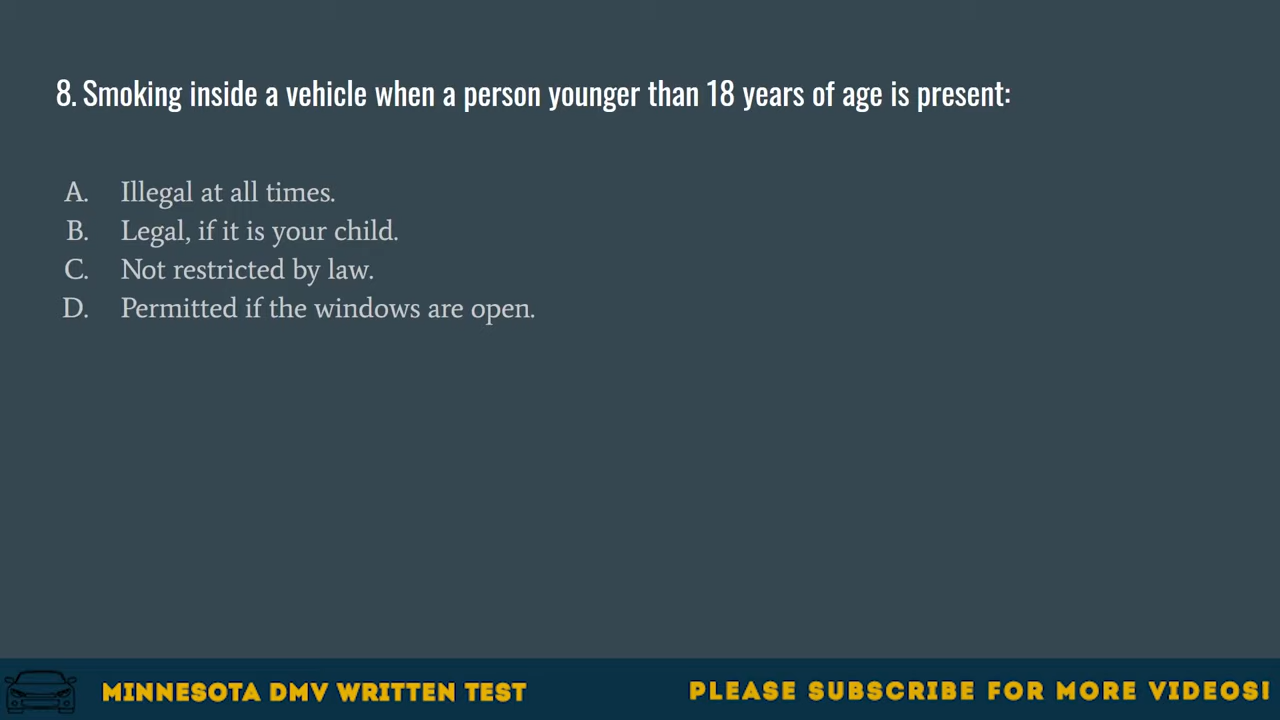 8. Smoking inside a vehicle when a person younger than 18 years of age is present:
A. Illegal at all times.
B. Legal, if it is your child.
C. Not restricted by law.
D. Permitted if the windows are open.
MINNESOTA DMV WRITTEN TEST
PLEASE SUBSCRIBE FOR MORE VIDEOS!